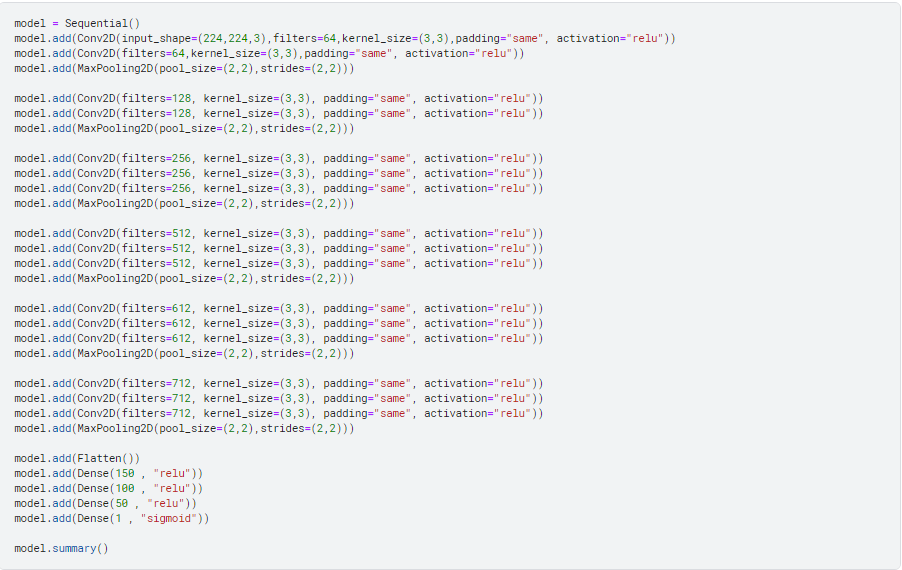 model = Sequential()
model.add(Conv2D(input_shape=(224,224,3),filters=64,kernel_size=(3,3),padding="same", activation="relu"))
model.add(Conv2D(filters=64,kernel_size=(3,3),padding="same", activation="relu"))
model.add(MaxPooling2D(pool_size=(2,2),strides=(2,2)))

model.add(Conv2D(filters=128, kernel_size=(3,3), padding="same", activation="relu"))
model.add(Conv2D(filters=128, kernel_size=(3,3), padding="same", activation="relu"))
model.add(MaxPooling2D(pool_size=(2,2),strides=(2,2)))

model.add(Conv2D(filters=256, kernel_size=(3,3), padding="same", activation="relu"))
model.add(Conv2D(filters=256, kernel_size=(3,3), padding="same", activation="relu"))
model.add(Conv2D(filters=256, kernel_size=(3,3), padding="same", activation="relu"))
model.add(MaxPooling2D(pool_size=(2,2),strides=(2,2)))

model.add(Conv2D(filters=512, kernel_size=(3,3), padding="same", activation="relu"))
model.add(Conv2D(filters=512, kernel_size=(3,3), padding="same", activation="relu"))
model.add(Conv2D(filters=512, kernel_size=(3,3), padding="same", activation="relu"))
model.add(MaxPooling2D(pool_size=(2,2),strides=(2,2)))

model.add(Conv2D(filters=612, kernel_size=(3,3), padding="same", activation="relu"))
model.add(Conv2D(filters=612, kernel_size=(3,3), padding="same", activation="relu"))
model.add(Conv2D(filters=612, kernel_size=(3,3), padding="same", activation="relu"))
model.add(MaxPooling2D(pool_size=(2,2),strides=(2,2)))

model.add(Conv2D(filters=712, kernel_size=(3,3), padding="same", activation="relu"))
model.add(Conv2D(filters=712, kernel_size=(3,3), padding="same", activation="relu"))
model.add(Conv2D(filters=712, kernel_size=(3,3), padding="same", activation="relu"))
model.add(MaxPooling2D(pool_size=(2,2),strides=(2,2)))

model.add(Flatten())
model.add(Dense(150 , "relu"))
model.add(Dense(100 , "relu"))
model.add(Dense(50 , "relu"))
model.add(Dense(1 , "sigmoid"))

model.summary()